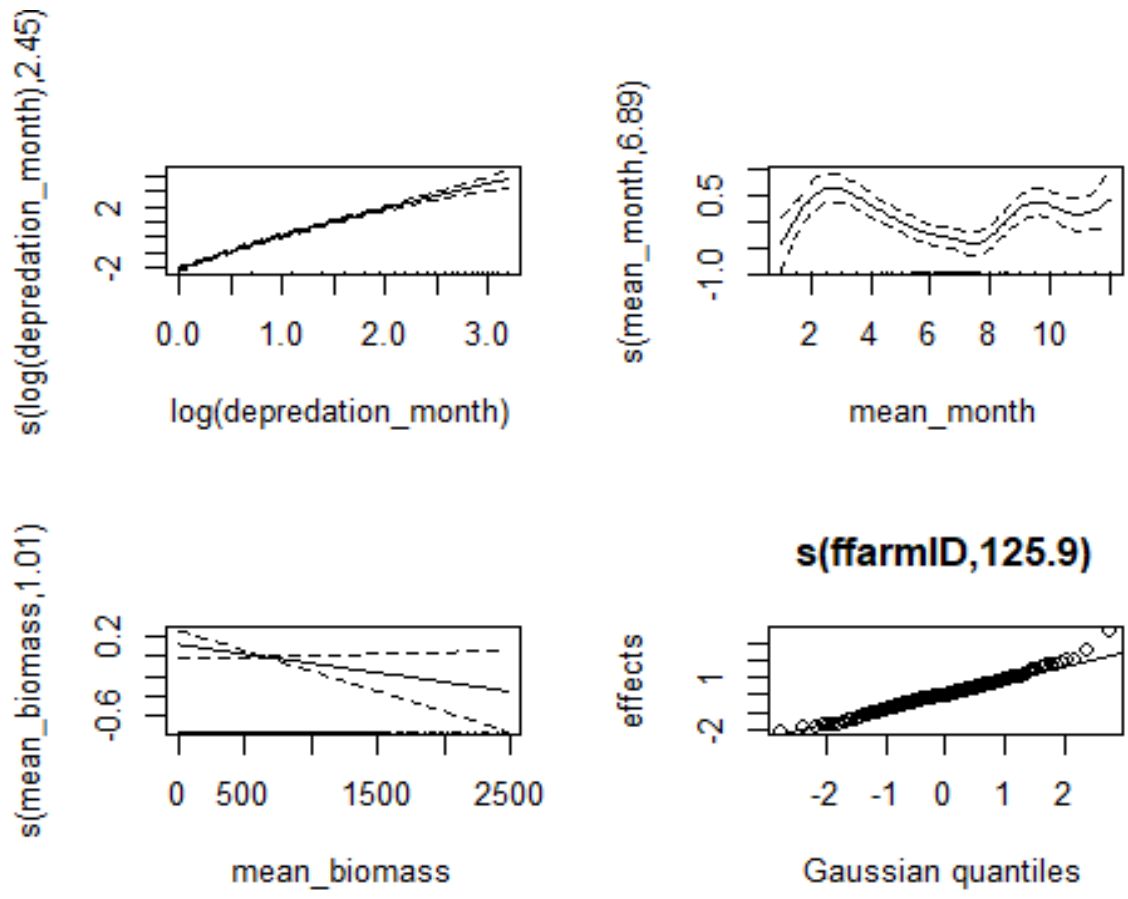 s(log(depredation_month),2.45)
2
-2
0.0 1.0 2.0 3.0
log(depredation_month)
s(mean_month,6.89)
0.5
-1.0
2 4 6 8 10
mean_month
s(mean_biomass,1.01)
0.2
-0.6
0 500 1500 2500
mean_biomass
s(ffarmID,125.9)
effects
1
-2
-2 -1 0 1 2
Gaussian quantiles